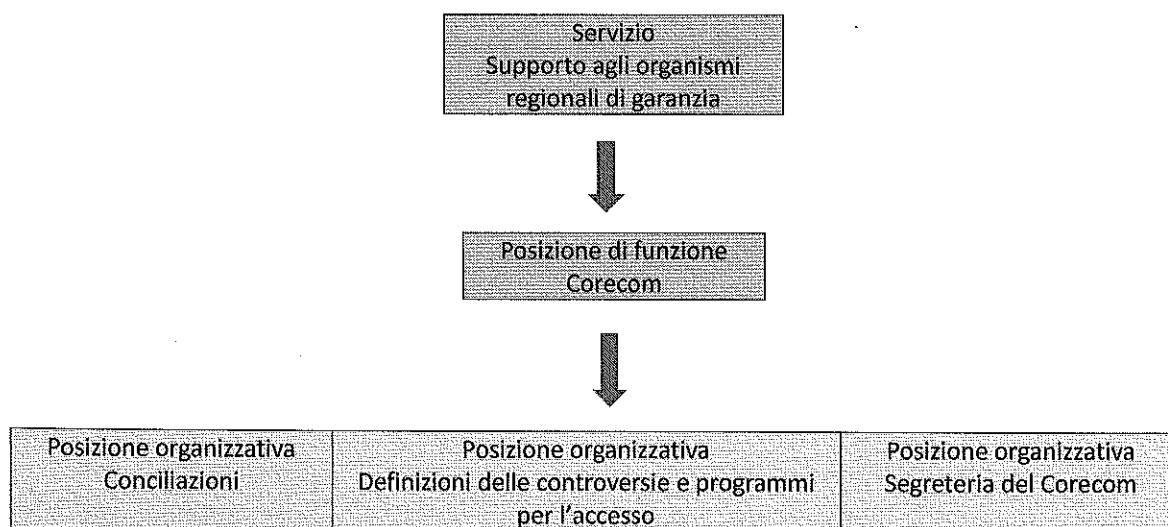 Servizio
Supporto agli organismi
regionali di garanzia
Posizione di funzione
Corecom
Posizione organizzativa
Conciliazioni
Posizione organizzativa
Definizioni delle controversie e programmi
per l'accesso
Posizione organizzativa
Segreteria del Corecom